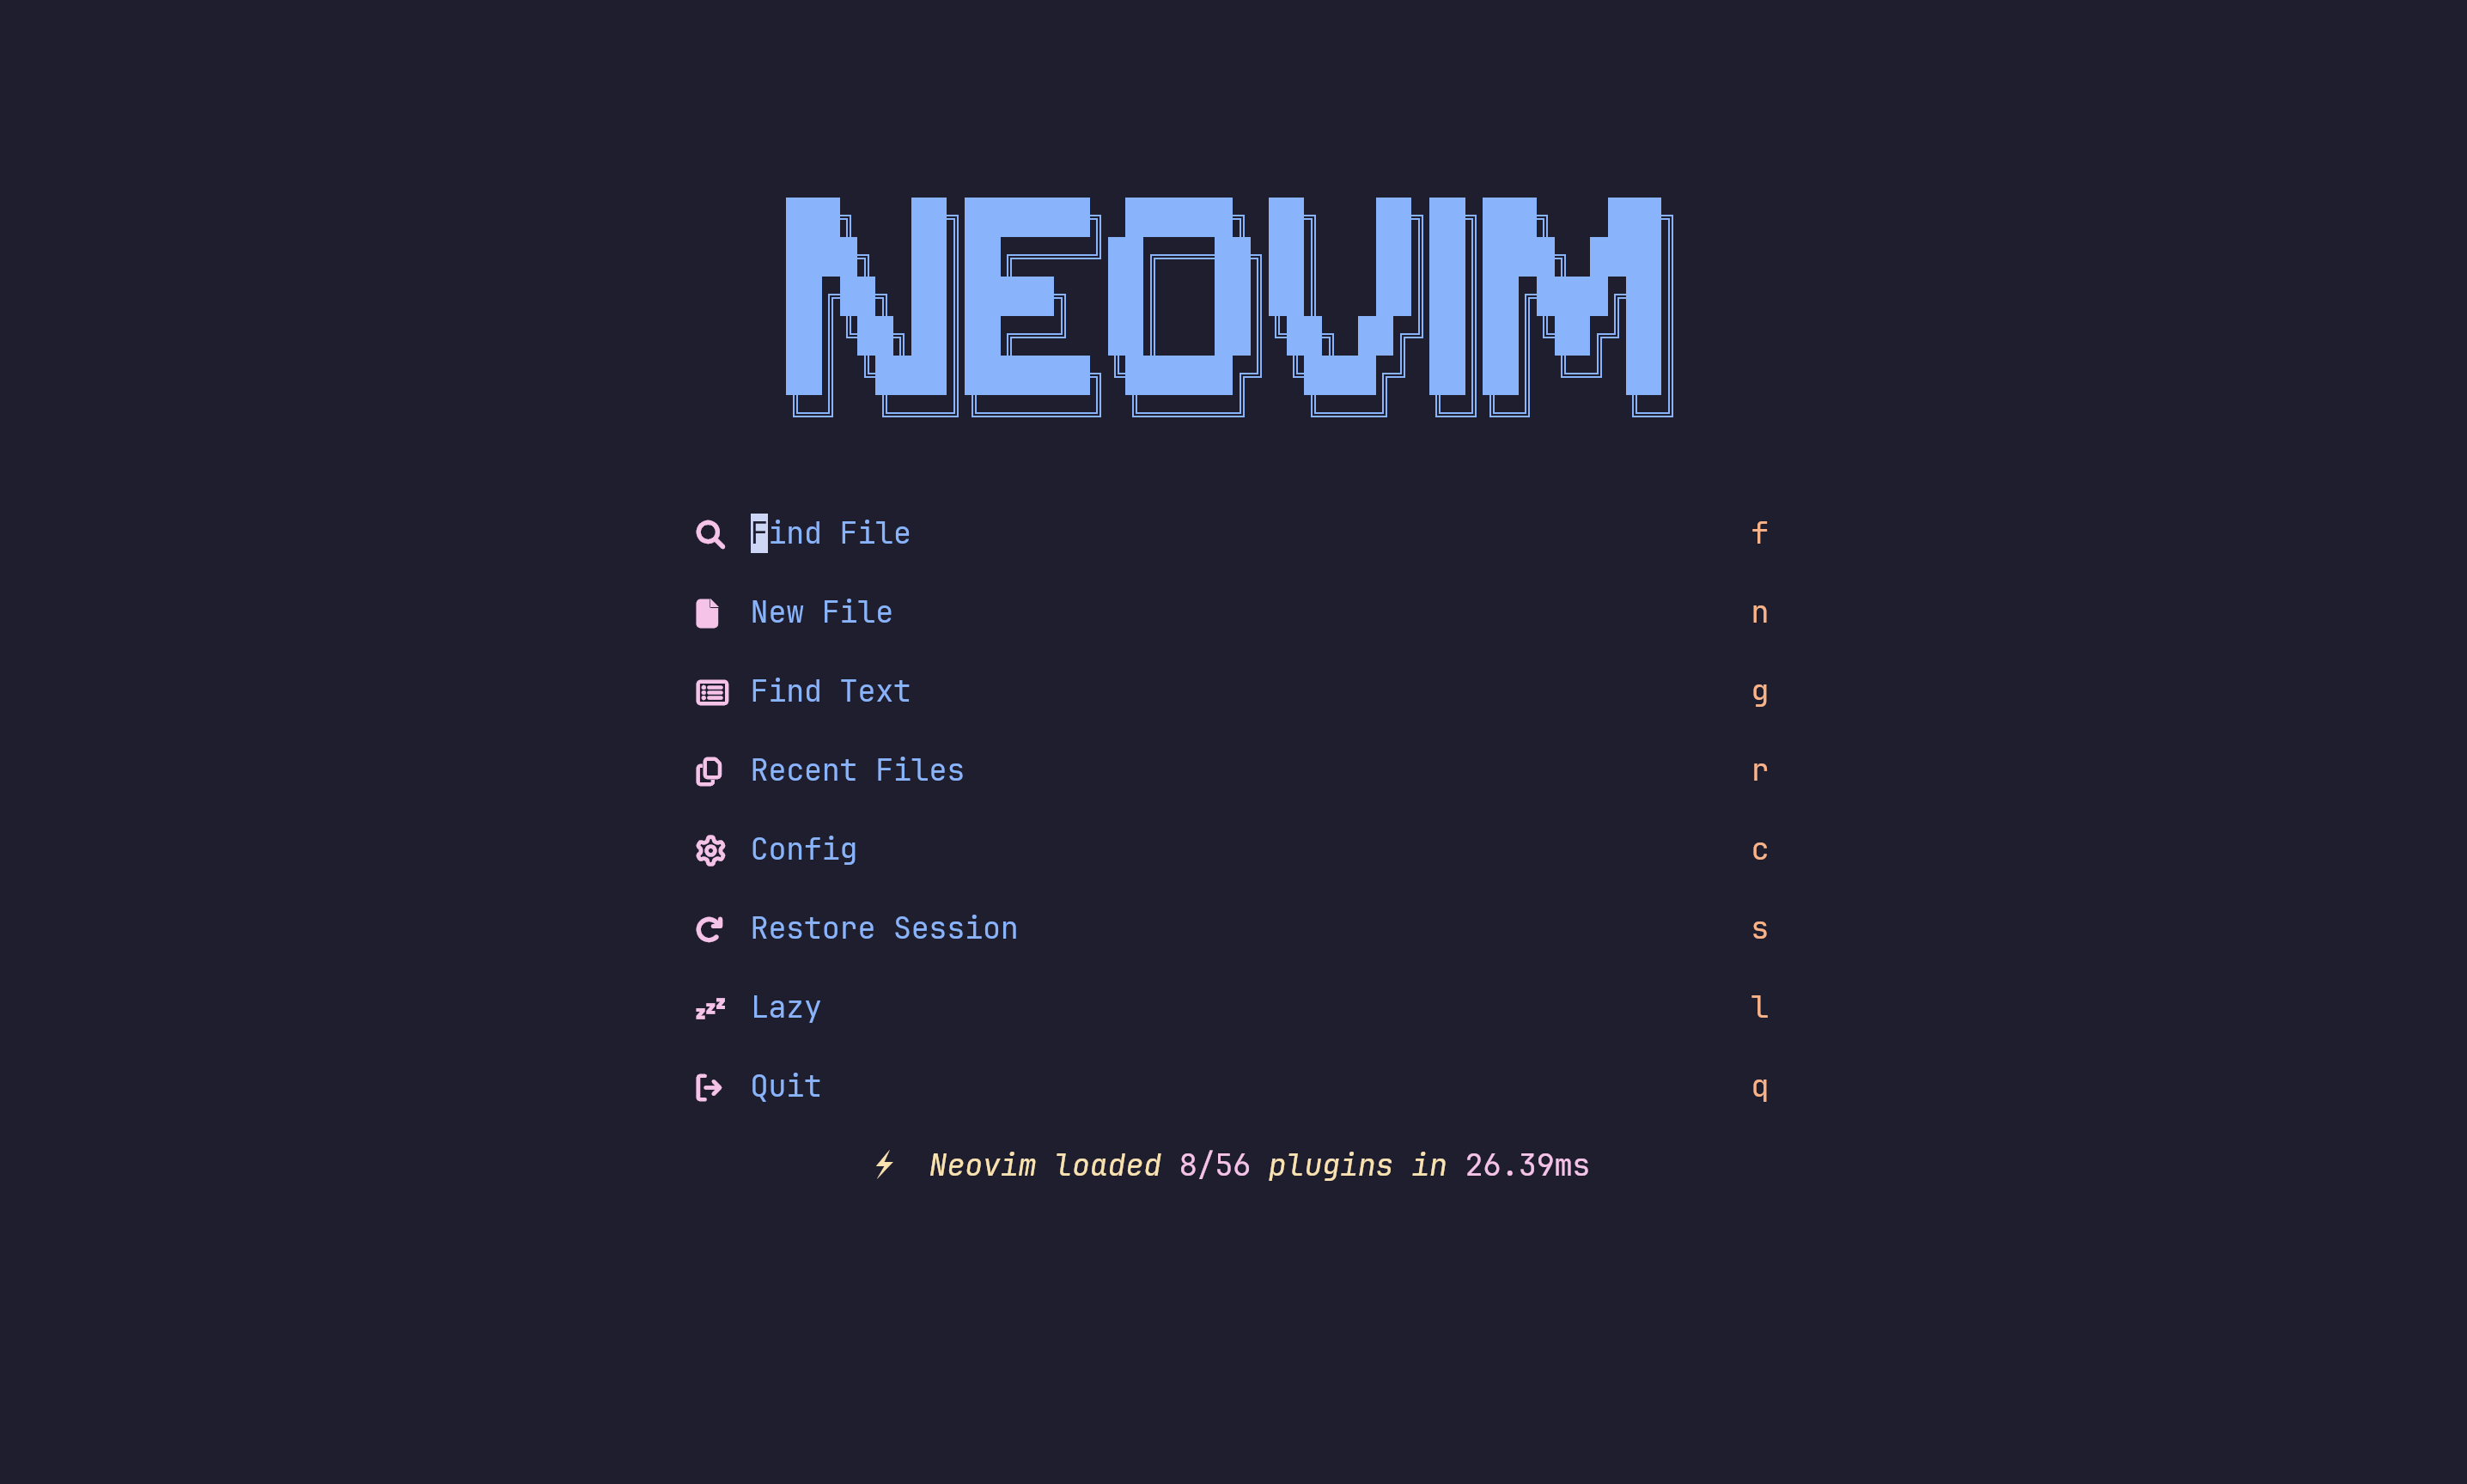 NEOVIM
Find File f
New File n
Find Text g
Recent Files r
Config c
Restore Session s
Lazy l
Quit q
⚡ Neovim loaded 8/56 plugins in 26.39ms